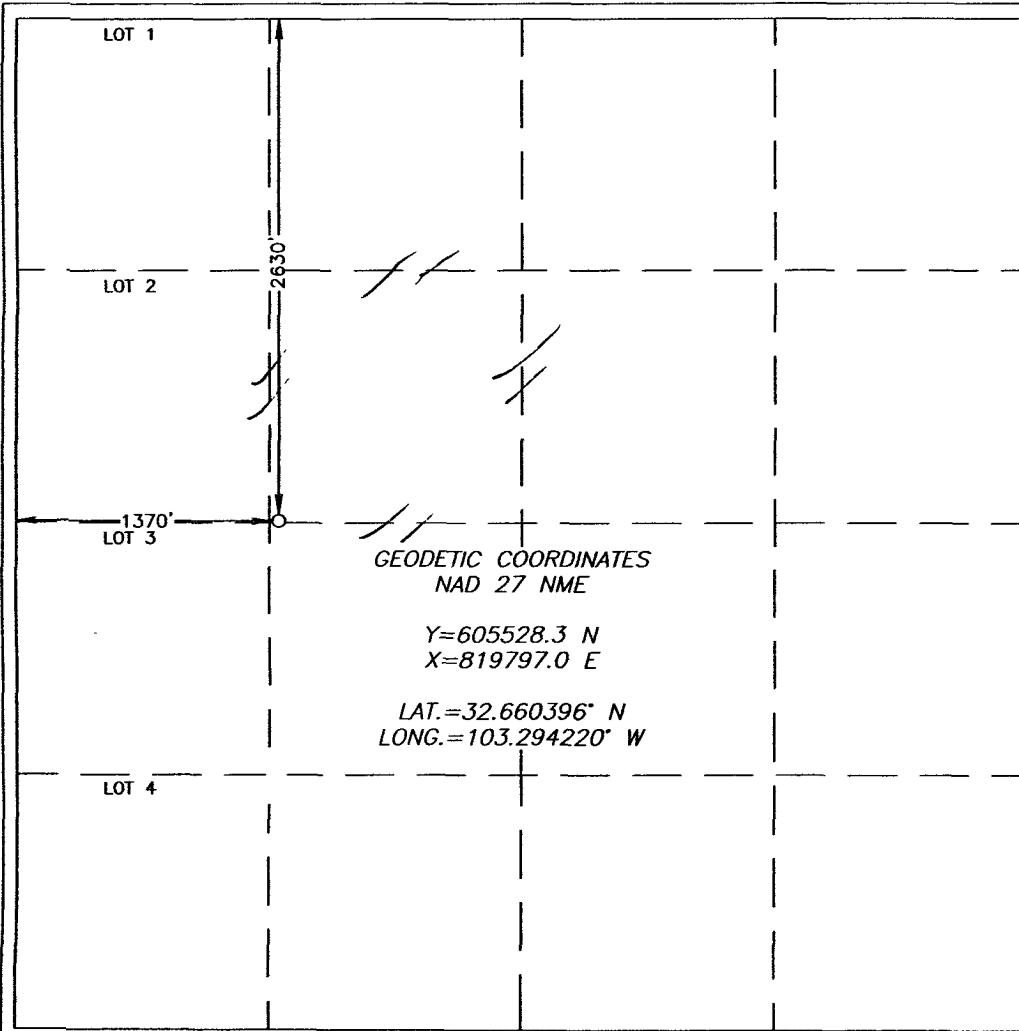 LOT 1
2630'
LOT 2
1370'
LOT 3
GEODETIC COORDINATES
NAD 27 NME
Y=605528.3 N
X=819797.0 E
LAT.=32.660396° N
LONG.=103.294220° W
LOT 4